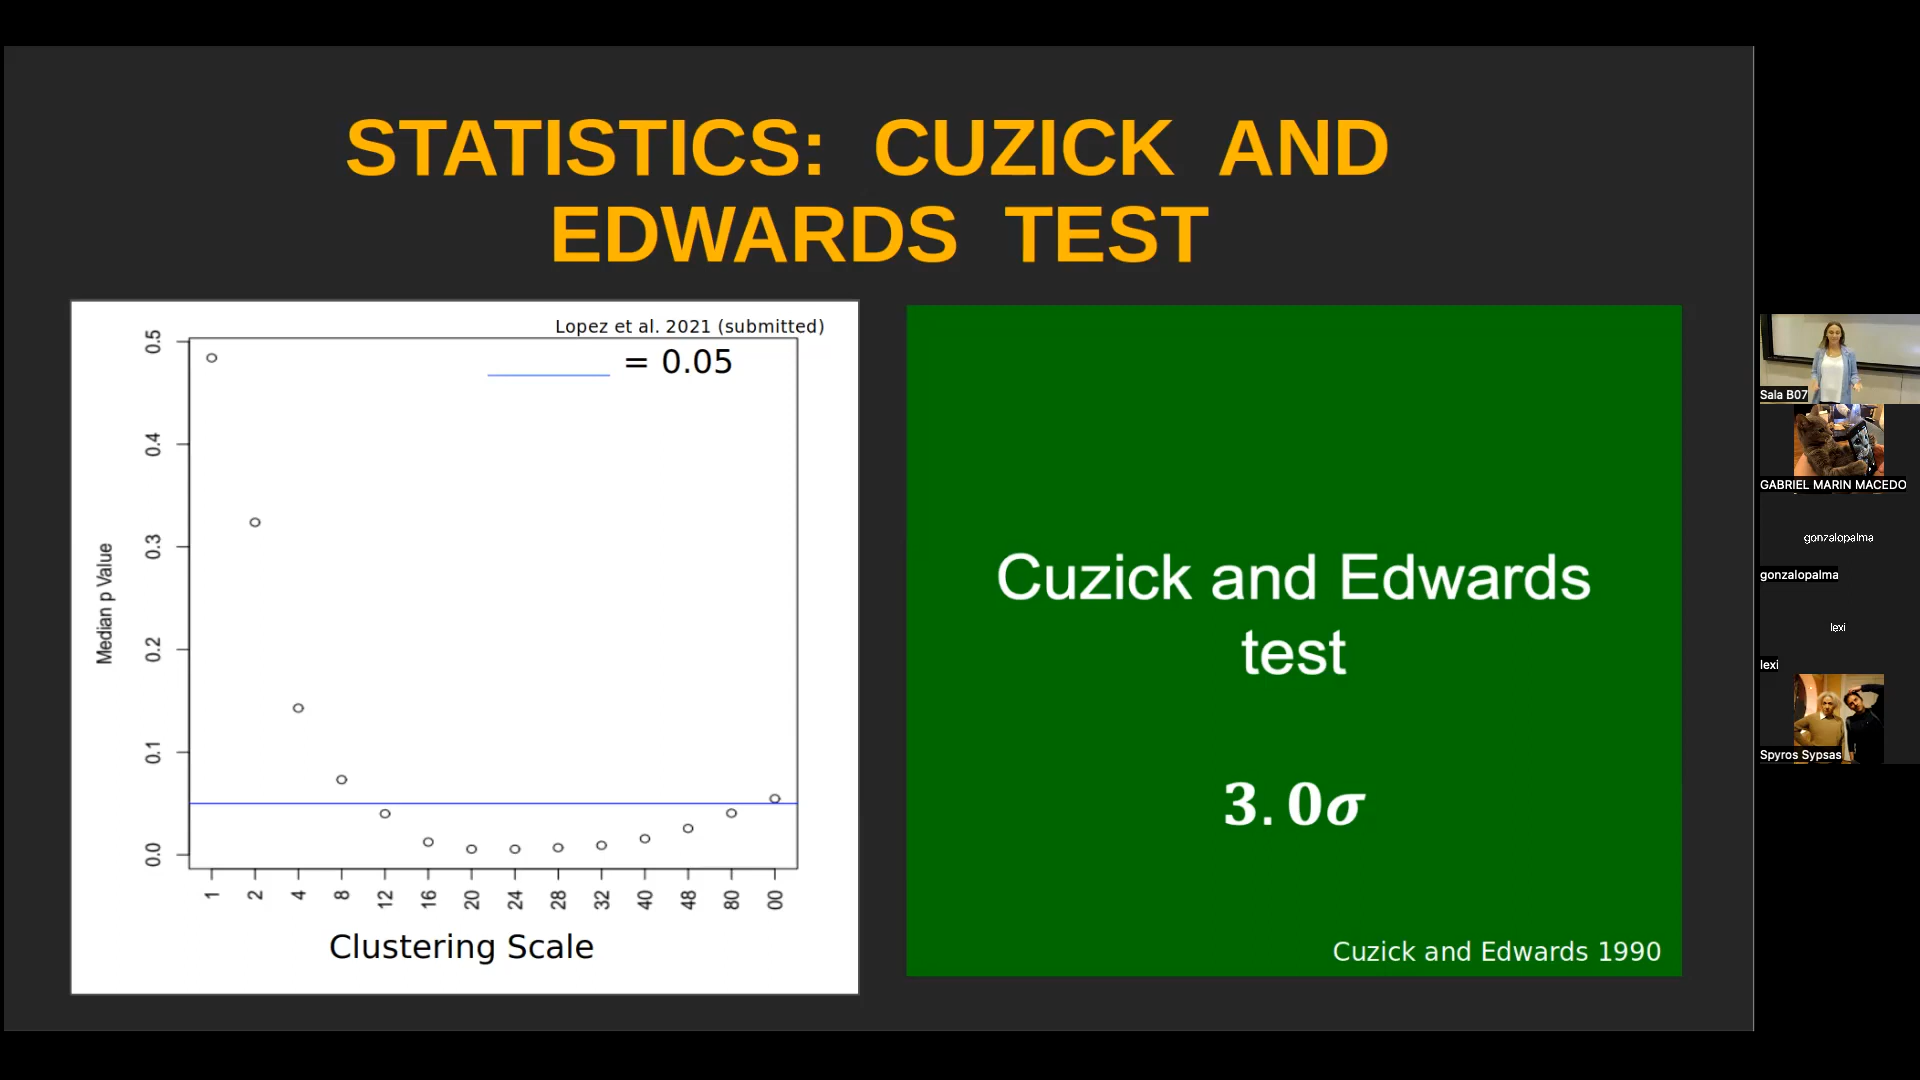 STATISTICS: CUZICK AND
EDWARDS TEST
Lopez et al. 2021 (submitted)
= 0.05
0.5
0.4
0.3
0.2
0.1
0.0
Median p Value
1 2 4 8 12 16 20 24 28 32 40 48 80 00
Clustering Scale
Cuzick and Edwards
test
3.0σ
Cuzick and Edwards 1990
Sala B07
GABRIEL MARIN MACEDO
gonzalopalma
gonzalopalma
lexi
lexi
Spyros Sypsas